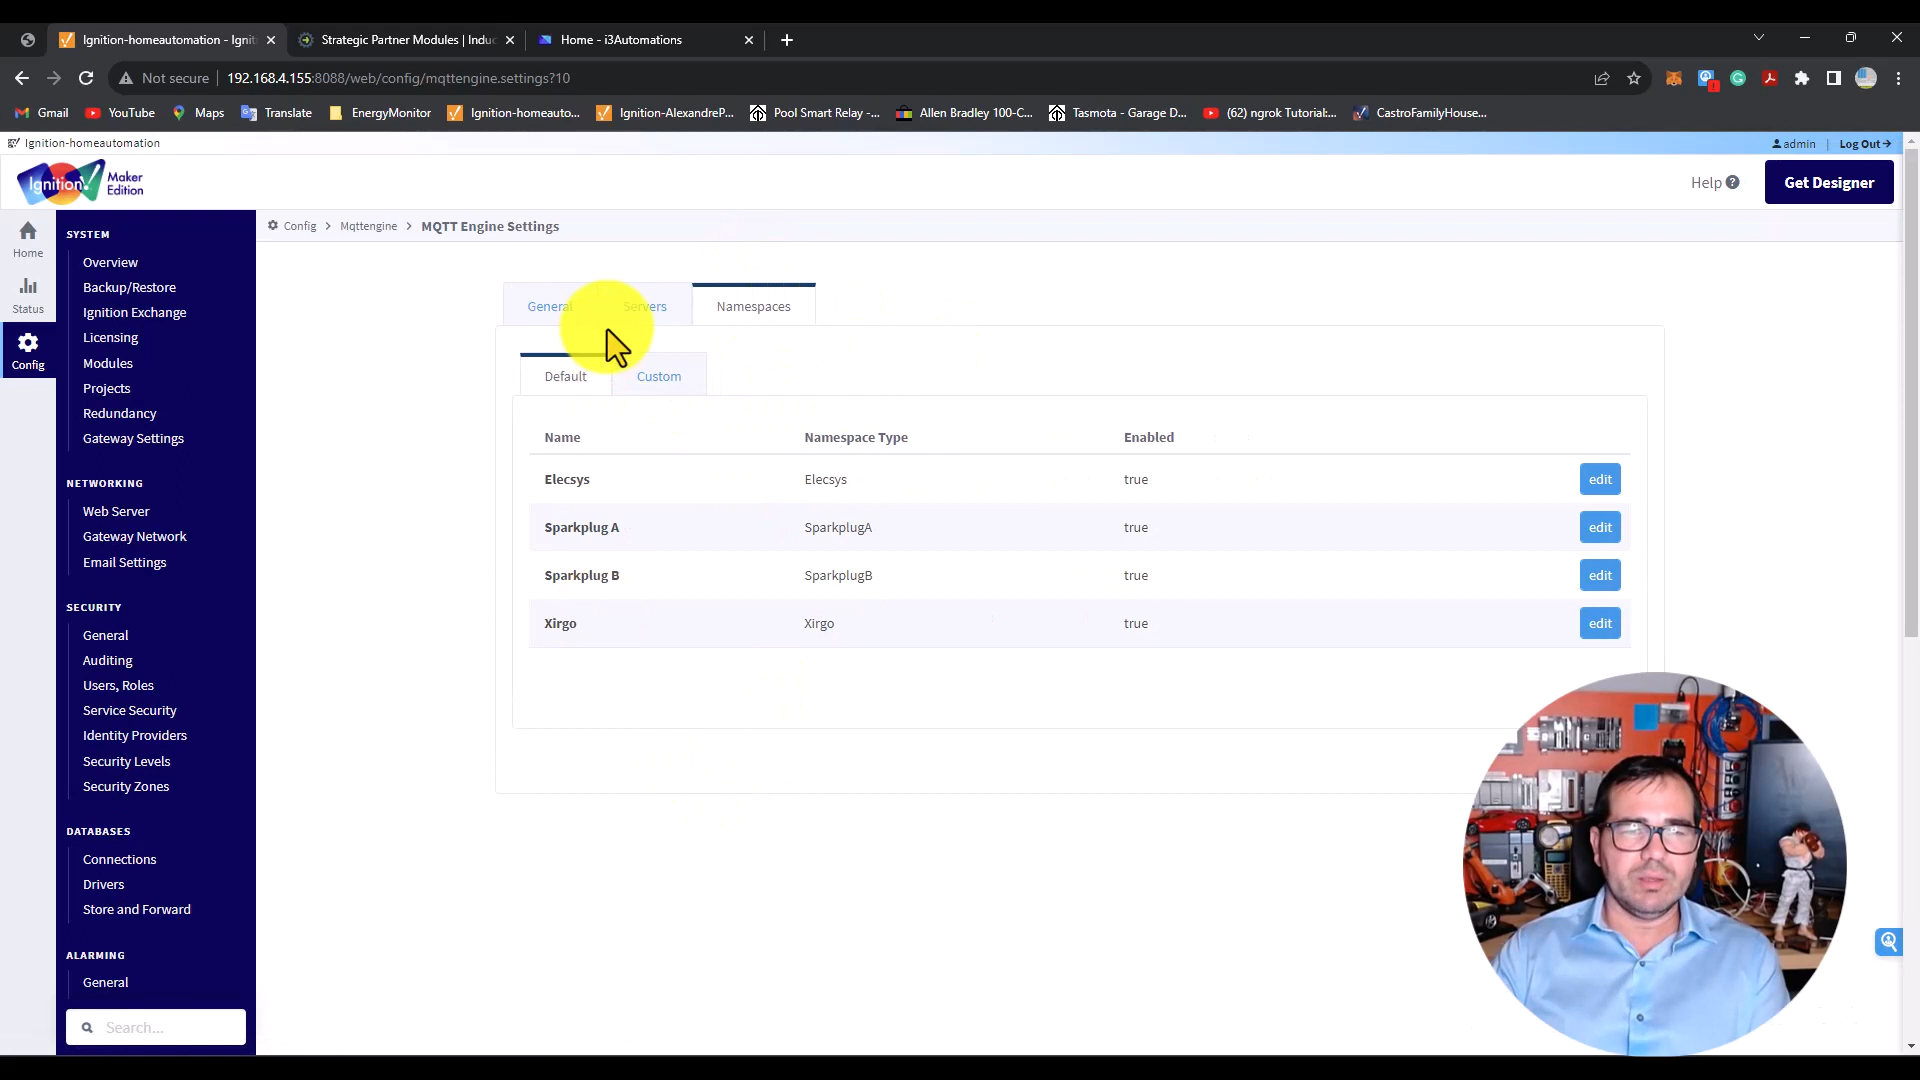 Ignition-homeautomation - Ignit
Strategic Partner Modules | Induc
Home - i3Automations
Not secure
192.168.4.155:8088/web/config/mqttengine.settings?10
Gmail
YouTube
Maps
Translate
EnergyMonitor
Ignition-homeauto...
Ignition-AlexandreP...
Pool Smart Relay -...
Allen Bradley 100-C...
Tasmota - Garage D...
(62) ngrok Tutorial:...
CastroFamilyHouse...
Ignition-homeautomation
admin
Log Out
Ignition!
Maker
Edition
Help
Get Designer
Home
Status
Config
SYSTEM
Overview
Backup/Restore
Ignition Exchange
Licensing
Modules
Projects
Redundancy
Gateway Settings
NETWORKING
Web Server
Gateway Network
Email Settings
SECURITY
General
Auditing
Users, Roles
Service Security
Identity Providers
Security Levels
Security Zones
DATABASES
Connections
Drivers
Store and Forward
ALARMING
General
Search...
Config > Mqttengine > MQTT Engine Settings
General
Servers
Namespaces
Default
Custom
Name Namespace Type Enabled
Elecsys Elecsys true edit
Sparkplug A SparkplugA true edit
Sparkplug B SparkplugB true edit
Xirgo Xirgo true edit